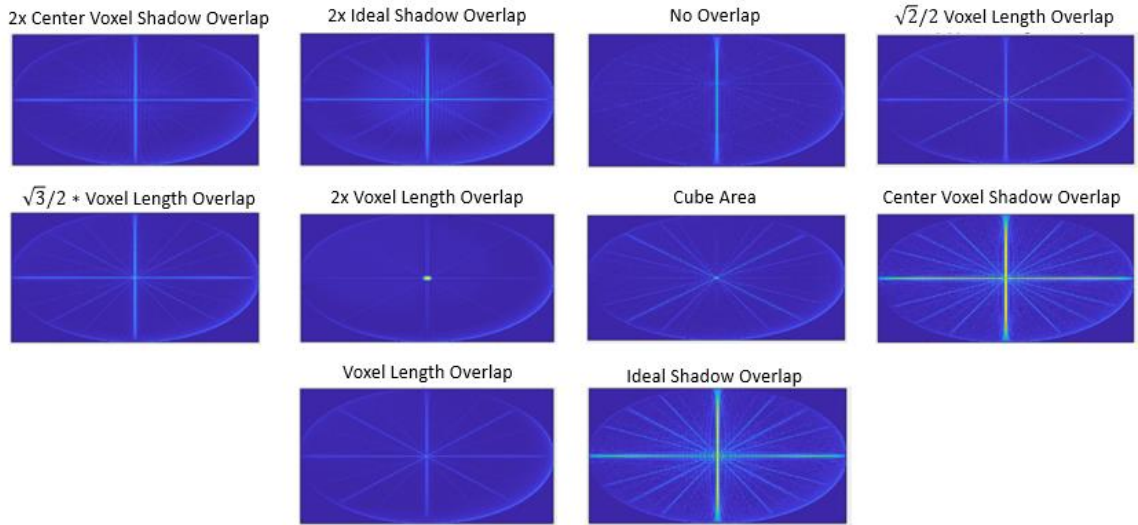 2x Center Voxel Shadow Overlap
2x Ideal Shadow Overlap
No Overlap
√2/2 Voxel Length Overlap
√3/2 * Voxel Length Overlap
2x Voxel Length Overlap
Cube Area
Center Voxel Shadow Overlap
Voxel Length Overlap
Ideal Shadow Overlap